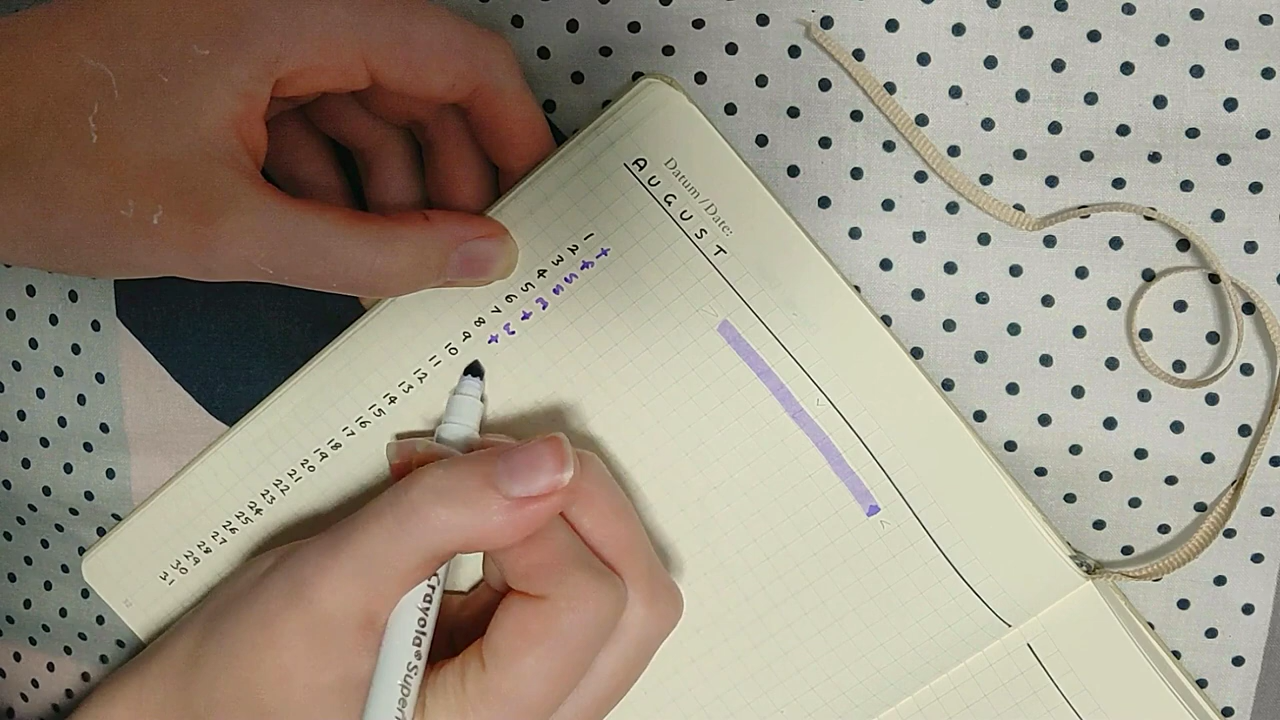 Datum/Date:
AUGUST
1 T
2 F
3 S
4 S
5 M
6 T
7 W
8 T
9
10
11
12
13
14
15
16
17
18
19
20
21
22
23
24
25
26
27
28
29
30
31
Crayola® Super